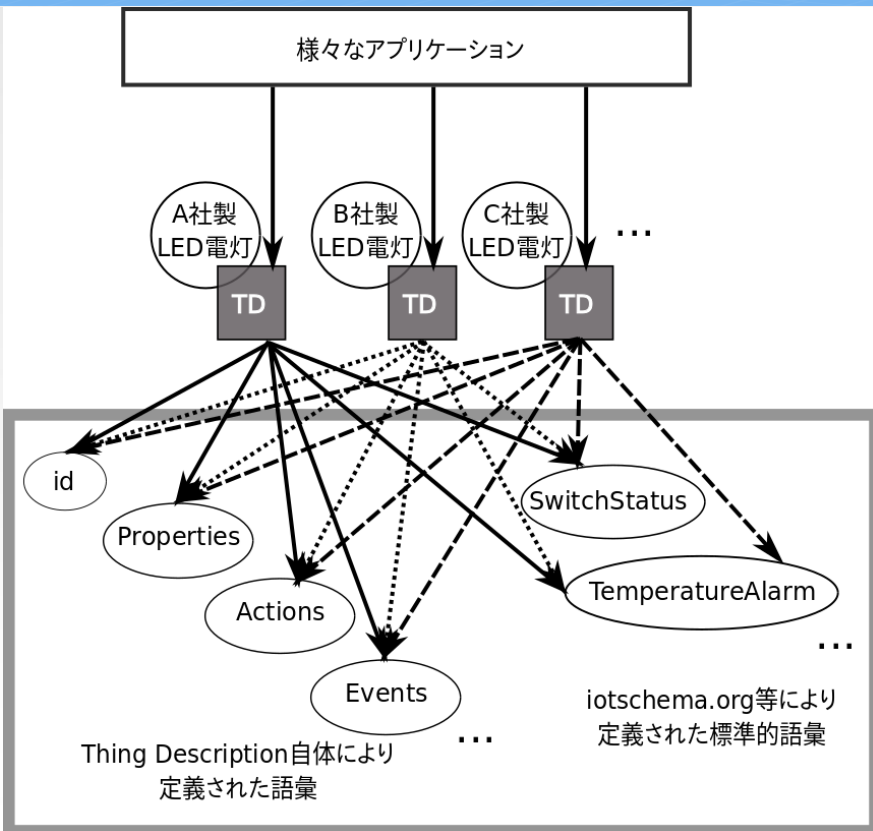 様々なアプリケーション
A社製
LED電灯
B社製
LED電灯
C社製
LED電灯
...
TD
TD
TD
id
Properties
Actions
Events
...
SwitchStatus
TemperatureAlarm
...
Thing Description自体により
定義された語彙
iotschema.org等により
定義された標準的語彙